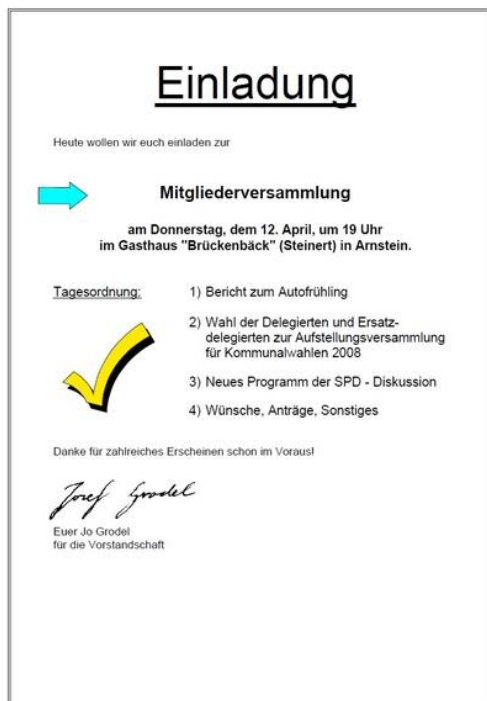 Einladung
Heute wollen wir euch einladen zur
Mitgliederversammlung
am Donnerstag, dem 12. April, um 19 Uhr
im Gasthaus "Brückenbäck" (Steinert) in Arnstein.
Tagesordnung:
1) Bericht zum Autofrühling
2) Wahl der Delegierten und Ersatz-
delegierten zur Aufstellungsversammlung
für Kommunalwahlen 2008
3) Neues Programm der SPD - Diskussion
4) Wünsche, Anträge, Sonstiges
Danke für zahlreiches Erscheinen schon im Voraus!
Josef Grodel
Euer Jo Grodel
für die Vorstandschaft